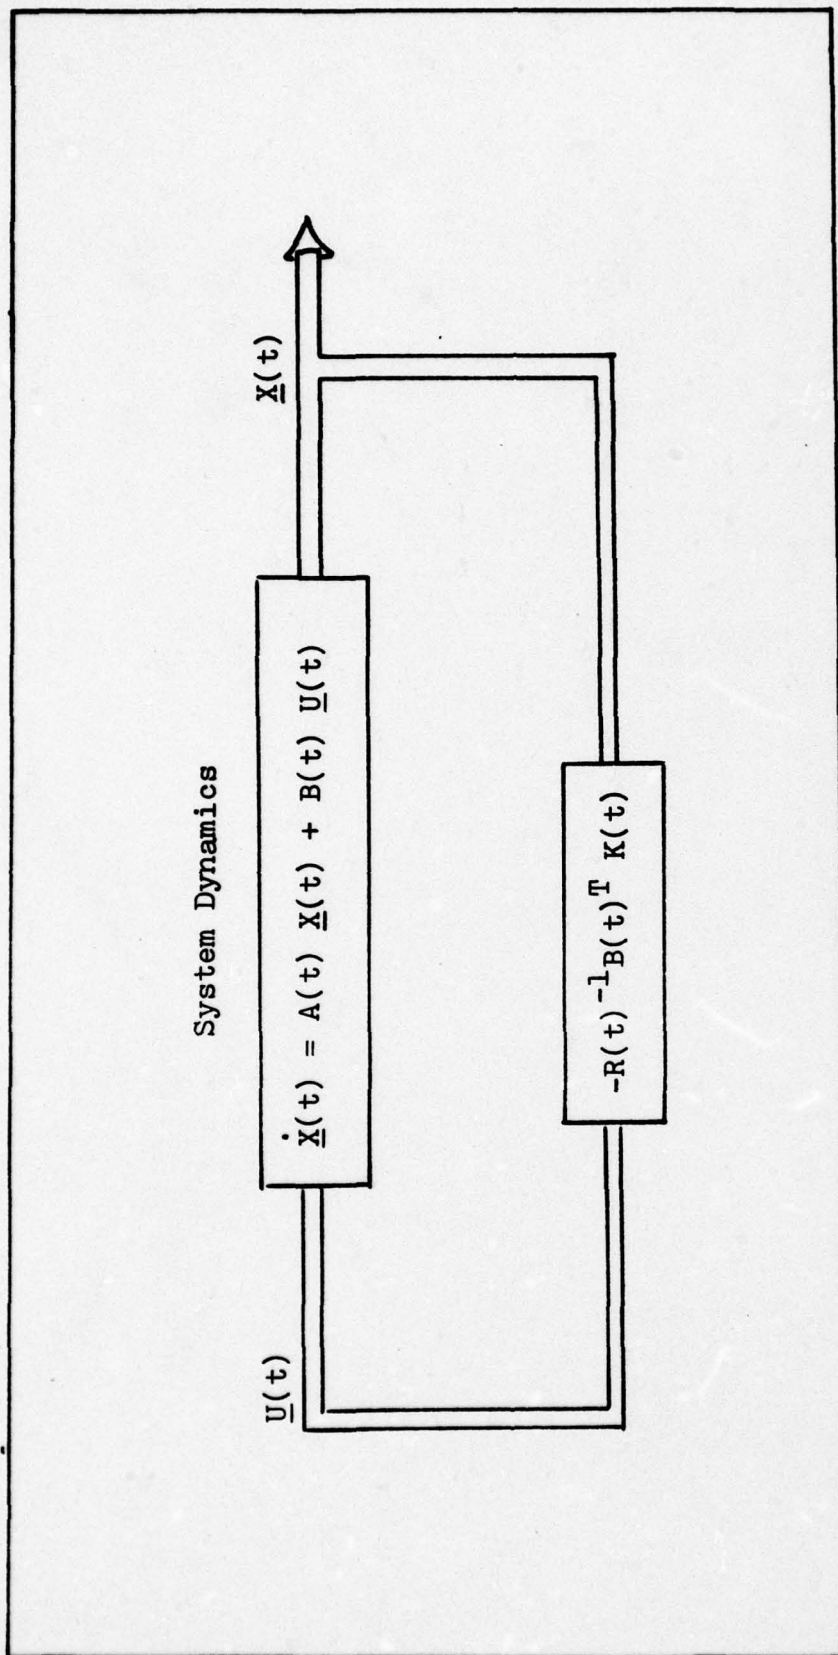 System Dynamics
Ẋ(t) = A(t) X(t) + B(t) U(t)
U(t)
X(t)
-R(t)⁻¹B(t)ᵀ K(t)